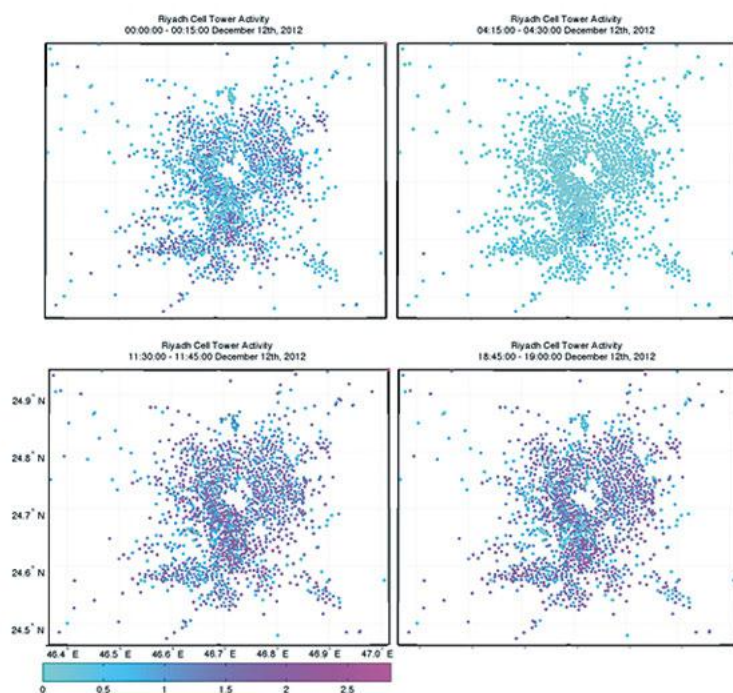 Riyadh Cell Tower Activity
00:00:00 - 00:15:00 December 12th, 2012
Riyadh Cell Tower Activity
04:15:00 - 04:30:00 December 12th, 2012
Riyadh Cell Tower Activity
11:30:00 - 11:45:00 December 12th, 2012
Riyadh Cell Tower Activity
18:45:00 - 19:00:00 December 12th, 2012
24.9° N
24.8° N
24.7° N
24.6° N
24.5° N
46.4° E 46.5° E 46.6° E 46.7° E 46.8° E 46.9° E 47.0° E
0 0.5 1 1.5 2 2.5